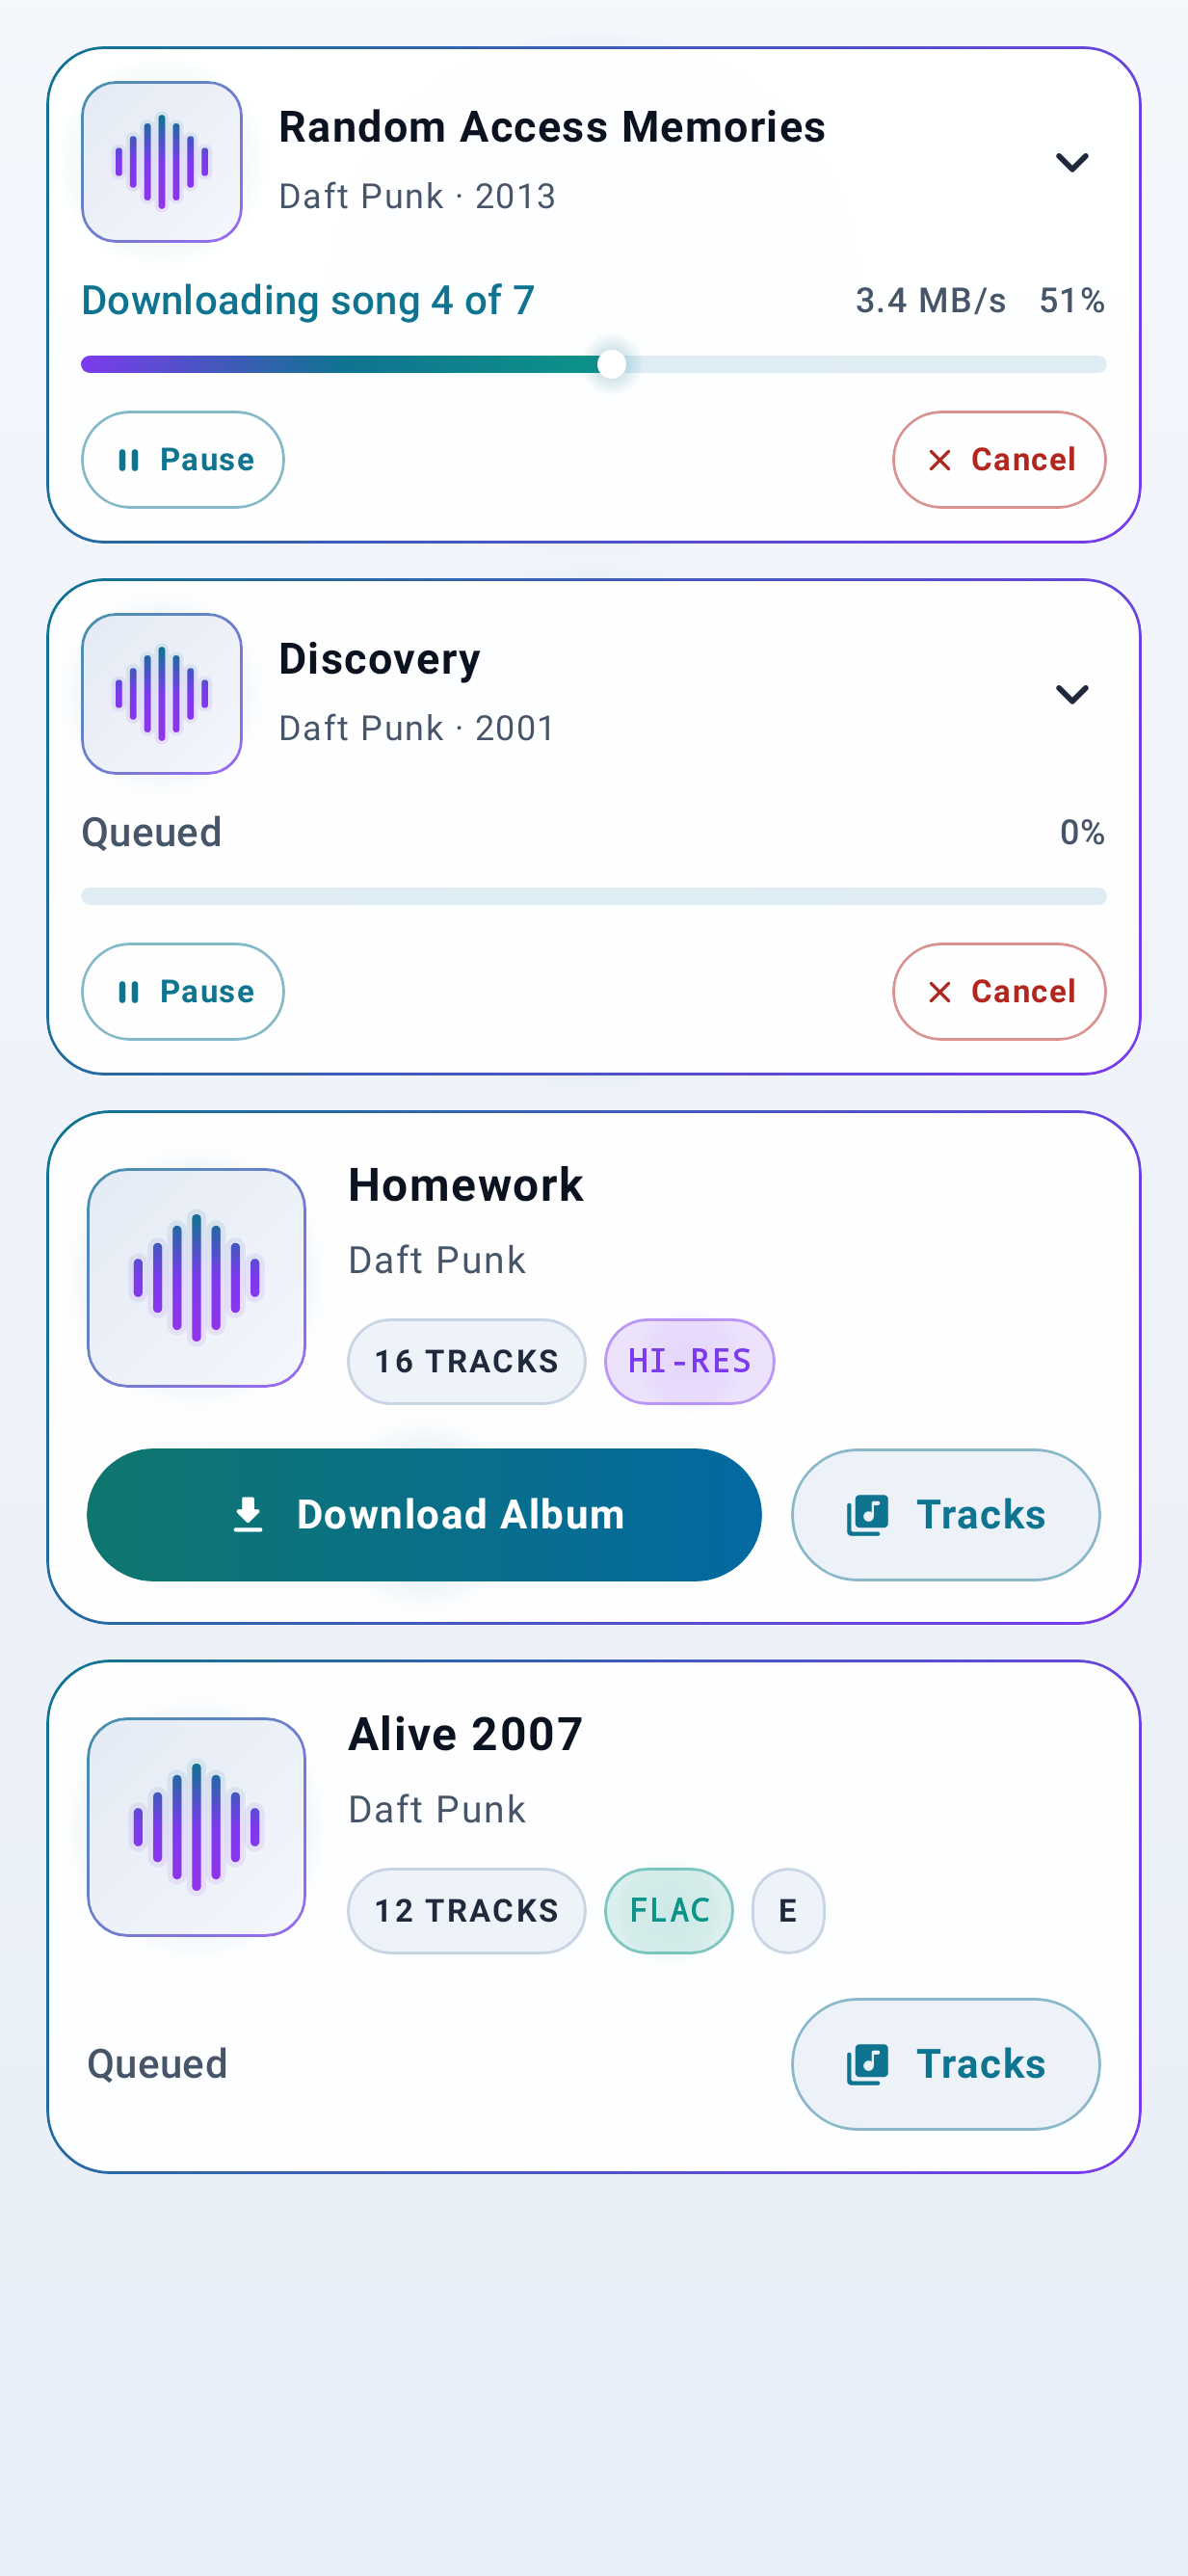 Random Access Memories
Daft Punk · 2013
Downloading song 4 of 7 3.4 MB/s 51%
Pause Cancel
Discovery
Daft Punk · 2001
Queued 0%
Pause Cancel
Homework
Daft Punk
16 TRACKS HI-RES
Download Album Tracks
Alive 2007
Daft Punk
12 TRACKS FLAC E
Queued Tracks